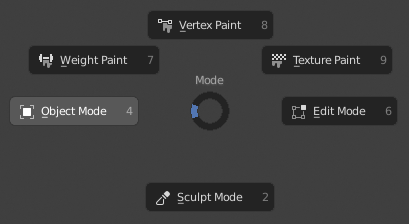 Vertex Paint 8
Weight Paint 7
Texture Paint 9
Mode
Object Mode 4
Edit Mode 6
Sculpt Mode 2